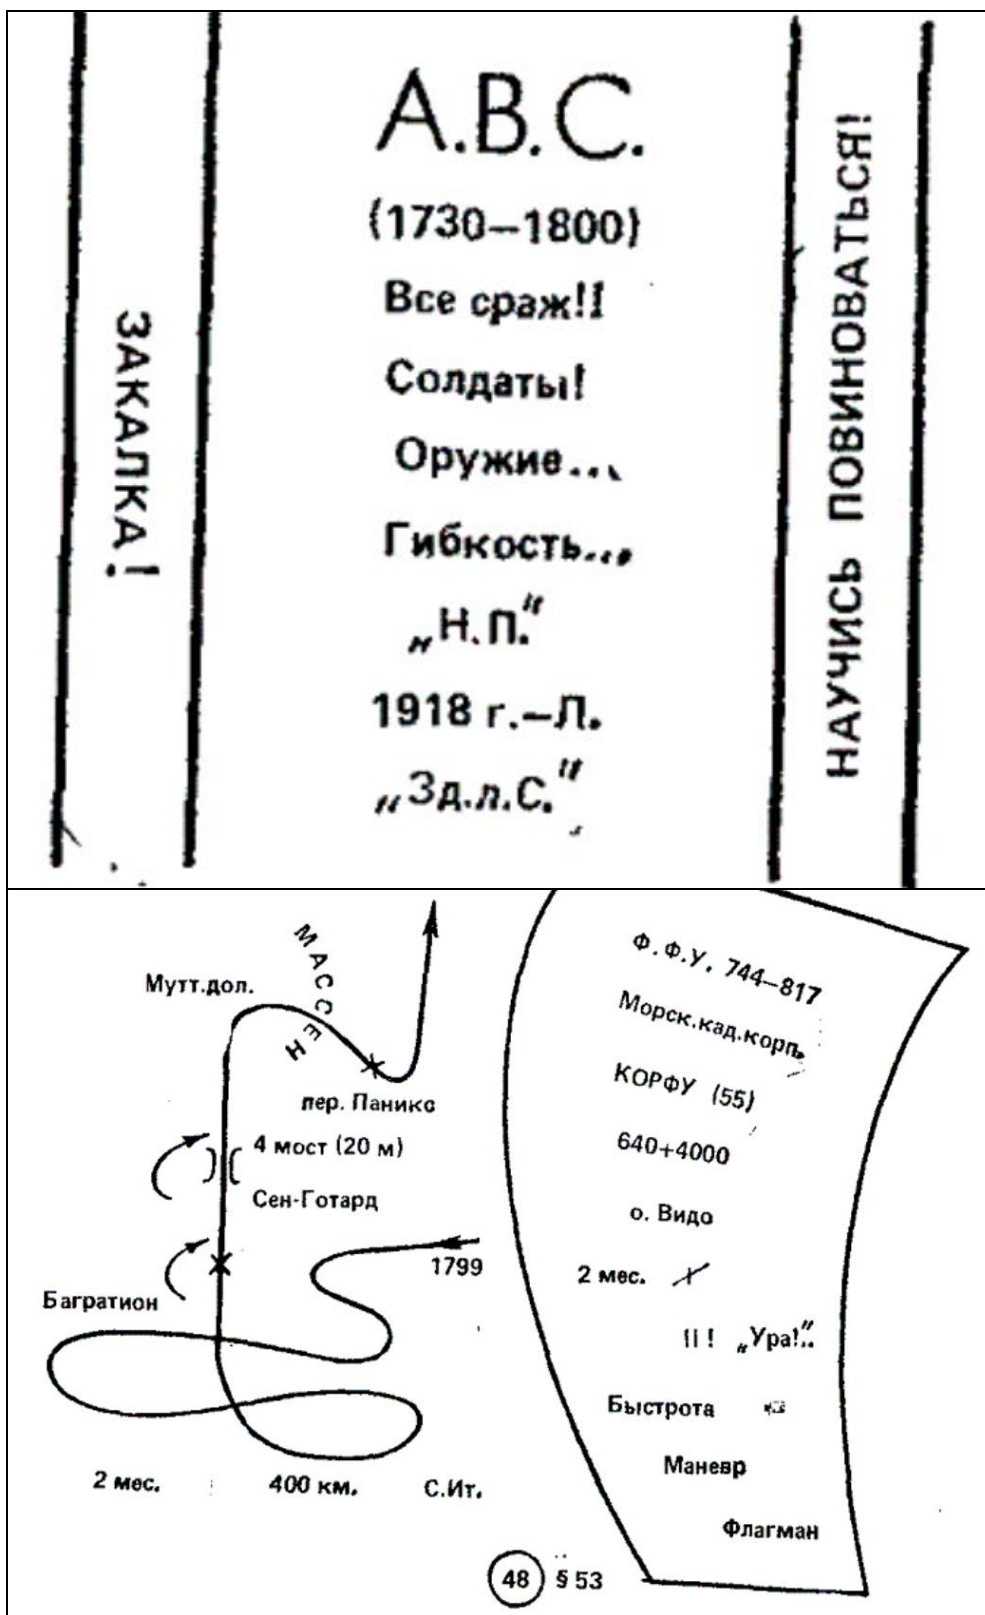 ЗАКАЛКА!
А.В.С.
(1730–1800)
Все сраж!!
Солдаты!
Оружие...
Гибкость...
„Н.П.“
1918 г.–Л.
„Зд.л.С.“
НАУЧИСЬ ПОВИНОВАТЬСЯ!
МАССЕН
Мутт.дол.
пер. Паникс
4 мост (20 м)
Сен-Готард
1799
Багратион
2 мес.
400 км.
С.Ит.
Ф.Ф.У. 744–817
Морск.кад.корп.
КОРФУ (55)
640+4000
о. Видо
2 мес.
II! „Ура!“..
Быстрота
Маневр
Флагман
48 § 53